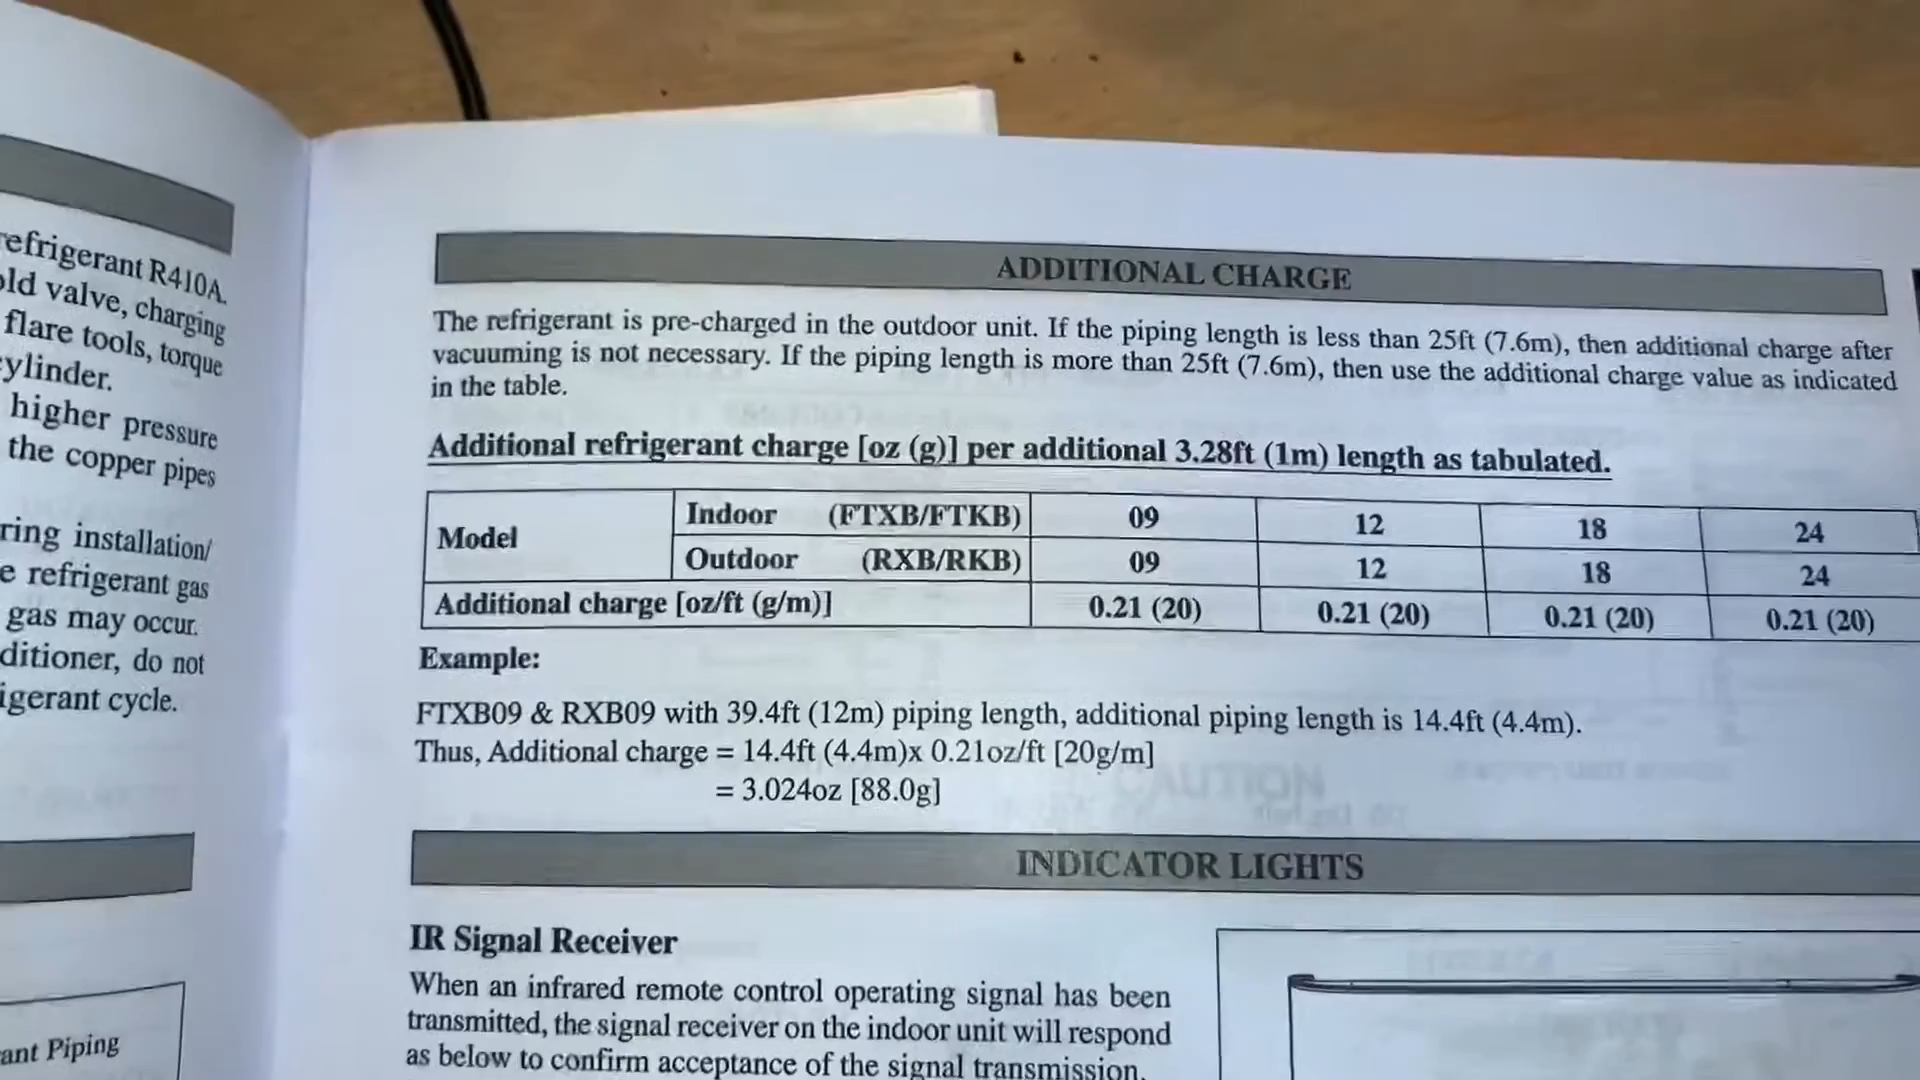 efrigerant R410A.
old valve, charging
flare tools, torque
cylinder.
higher pressure
the copper pipes
ring installation/
e refrigerant gas
gas may occur.
ditioner, do not
igerant cycle.
ant Piping
ADDITIONAL CHARGE
The refrigerant is pre-charged in the outdoor unit. If the piping length is less than 25ft (7.6m), then additional charge after
vacuuming is not necessary. If the piping length is more than 25ft (7.6m), then use the additional charge value as indicated
in the table.
Additional refrigerant charge [oz (g)] per additional 3.28ft (1m) length as tabulated.
Model Indoor (FTXB/FTKB) 09 12 18 24
Outdoor (RXB/RKB) 09 12 18 24
Additional charge [oz/ft (g/m)] 0.21 (20) 0.21 (20) 0.21 (20) 0.21 (20)
Example:
FTXB09 & RXB09 with 39.4ft (12m) piping length, additional piping length is 14.4ft (4.4m).
Thus, Additional charge = 14.4ft (4.4m)x 0.21oz/ft [20g/m]
= 3.024oz [88.0g]
INDICATOR LIGHTS
IR Signal Receiver
When an infrared remote control operating signal has been
transmitted, the signal receiver on the indoor unit will respond
as below to confirm acceptance of the signal transmission.